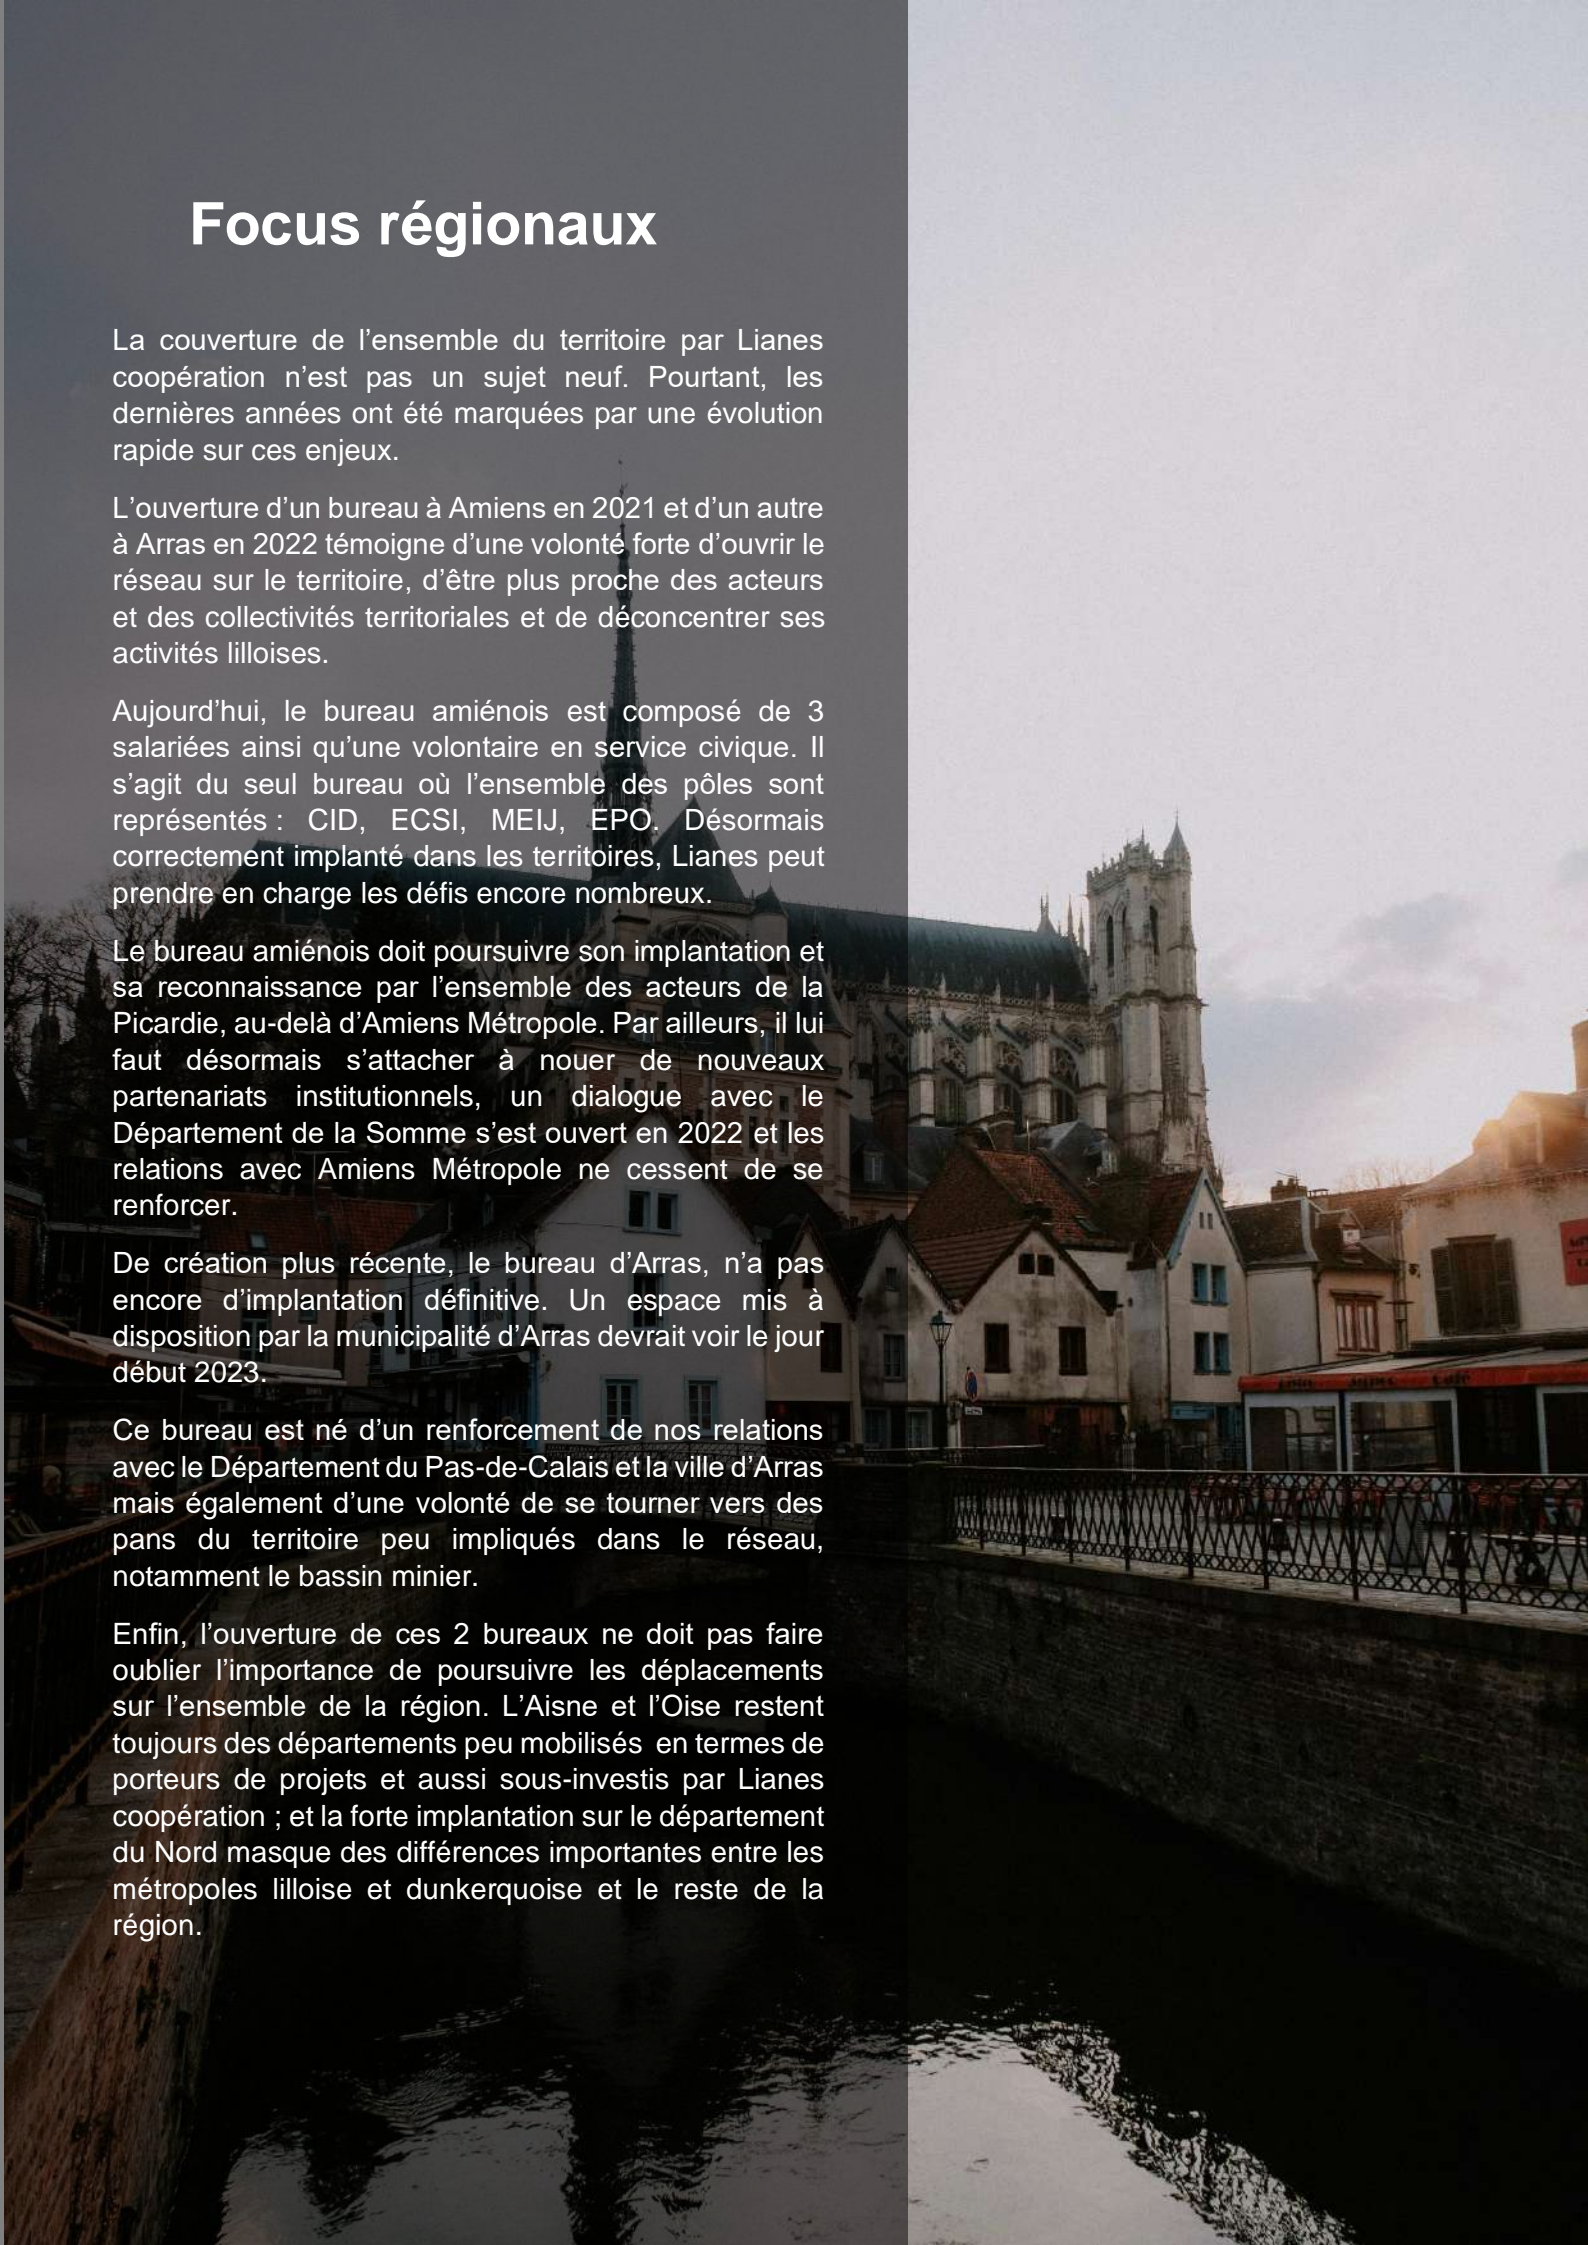 Focus régionaux
La couverture de l’ensemble du territoire par Lianes
coopération n’est pas un sujet neuf. Pourtant, les
dernières années ont été marquées par une évolution
rapide sur ces enjeux.
L’ouverture d’un bureau à Amiens en 2021 et d’un autre
à Arras en 2022 témoigne d’une volonté forte d’ouvrir le
réseau sur le territoire, d’être plus proche des acteurs
et des collectivités territoriales et de déconcentrer ses
activités lilloises.
Aujourd’hui, le bureau amiénois est composé de 3
salariées ainsi qu’une volontaire en service civique. Il
s’agit du seul bureau où l’ensemble des pôles sont
représentés : CID, ECSI, MEIJ, EPO. Désormais
correctement implanté dans les territoires, Lianes peut
prendre en charge les défis encore nombreux.
Le bureau amiénois doit poursuivre son implantation et
sa reconnaissance par l’ensemble des acteurs de la
Picardie, au-delà d’Amiens Métropole. Par ailleurs, il lui
faut désormais s’attacher à nouer de nouveaux
partenariats institutionnels, un dialogue avec le
Département de la Somme s’est ouvert en 2022 et les
relations avec Amiens Métropole ne cessent de se
renforcer.
De création plus récente, le bureau d’Arras, n’a pas
encore d’implantation définitive. Un espace mis à
disposition par la municipalité d’Arras devrait voir le jour
début 2023.
Ce bureau est né d’un renforcement de nos relations
avec le Département du Pas-de-Calais et la ville d’Arras
mais également d’une volonté de se tourner vers des
pans du territoire peu impliqués dans le réseau,
notamment le bassin minier.
Enfin, l’ouverture de ces 2 bureaux ne doit pas faire
oublier l’importance de poursuivre les déplacements
sur l’ensemble de la région. L’Aisne et l’Oise restent
toujours des départements peu mobilisés en termes de
porteurs de projets et aussi sous-investis par Lianes
coopération ; et la forte implantation sur le département
du Nord masque des différences importantes entre les
métropoles lilloise et dunkerquoise et le reste de la
région.